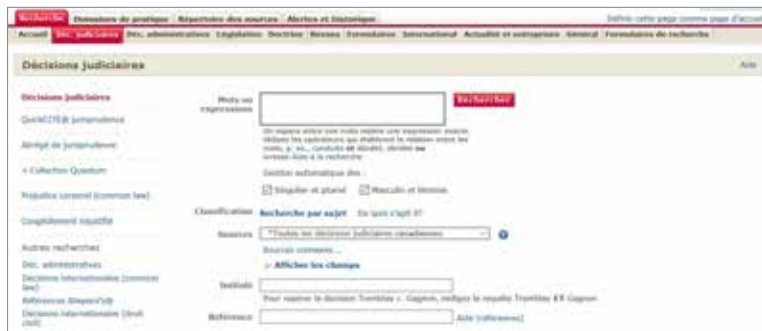 Recherche Domaines de pratique Répertoire des sources Alertes et historique
Définir cette page comme page d'accueil
Accueil Déc. judiciaires Déc. administratives Législation Doctrine Revues Formulaires International Actualité et entreprises Général Formulaires de recherche
Décisions judiciaires
Aide
Décisions judiciaires
QuickCITE® jurisprudence
Abrégé de jurisprudence
+ Collection Quantum
Préjudice corporel (common law)
Congédiement injustifié
Autres recherches
Déc. administratives
Décisions internationales (common
law)
Décisions internationales (droit
civil)
Mots ou
expressions
Rechercher
Un espace entre vos mots repère une expression exacte.
Utilisez les opérateurs qui établiront la relation entre les
mots, p. ex., conduite et décès, décédé ou
Aide à la recherche
Gestion automatique des :
Singulier et pluriel Masculin et féminin
Classification Recherche par sujet De quoi s'agit il?
Sources *Toutes les décisions judiciaires canadiennes
Sources connexes...
Afficher les champs
Intitulé
Pour repérer la décision Tremblay c. Gagnon, rédigez la requête Tremblay ET Gagnon
Référence Aide (références)